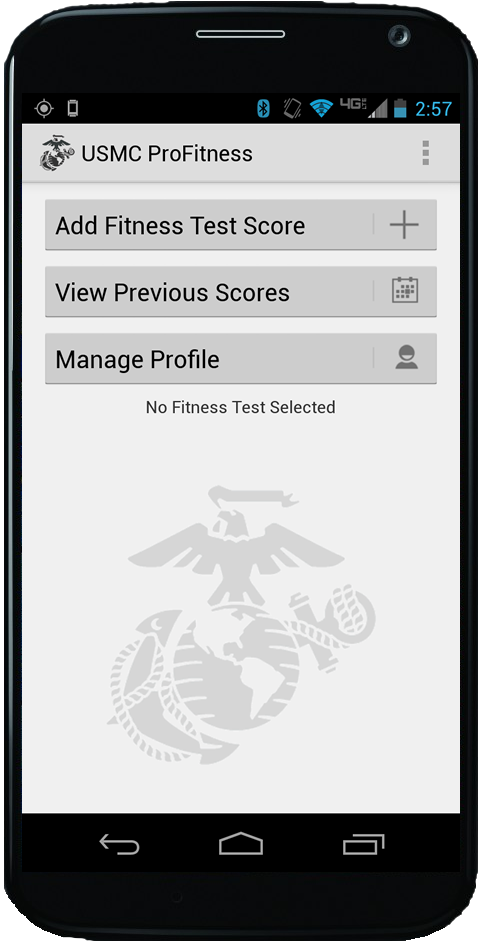 4G 2:57
USMC ProFitness
Add Fitness Test Score
View Previous Scores
Manage Profile
No Fitness Test Selected